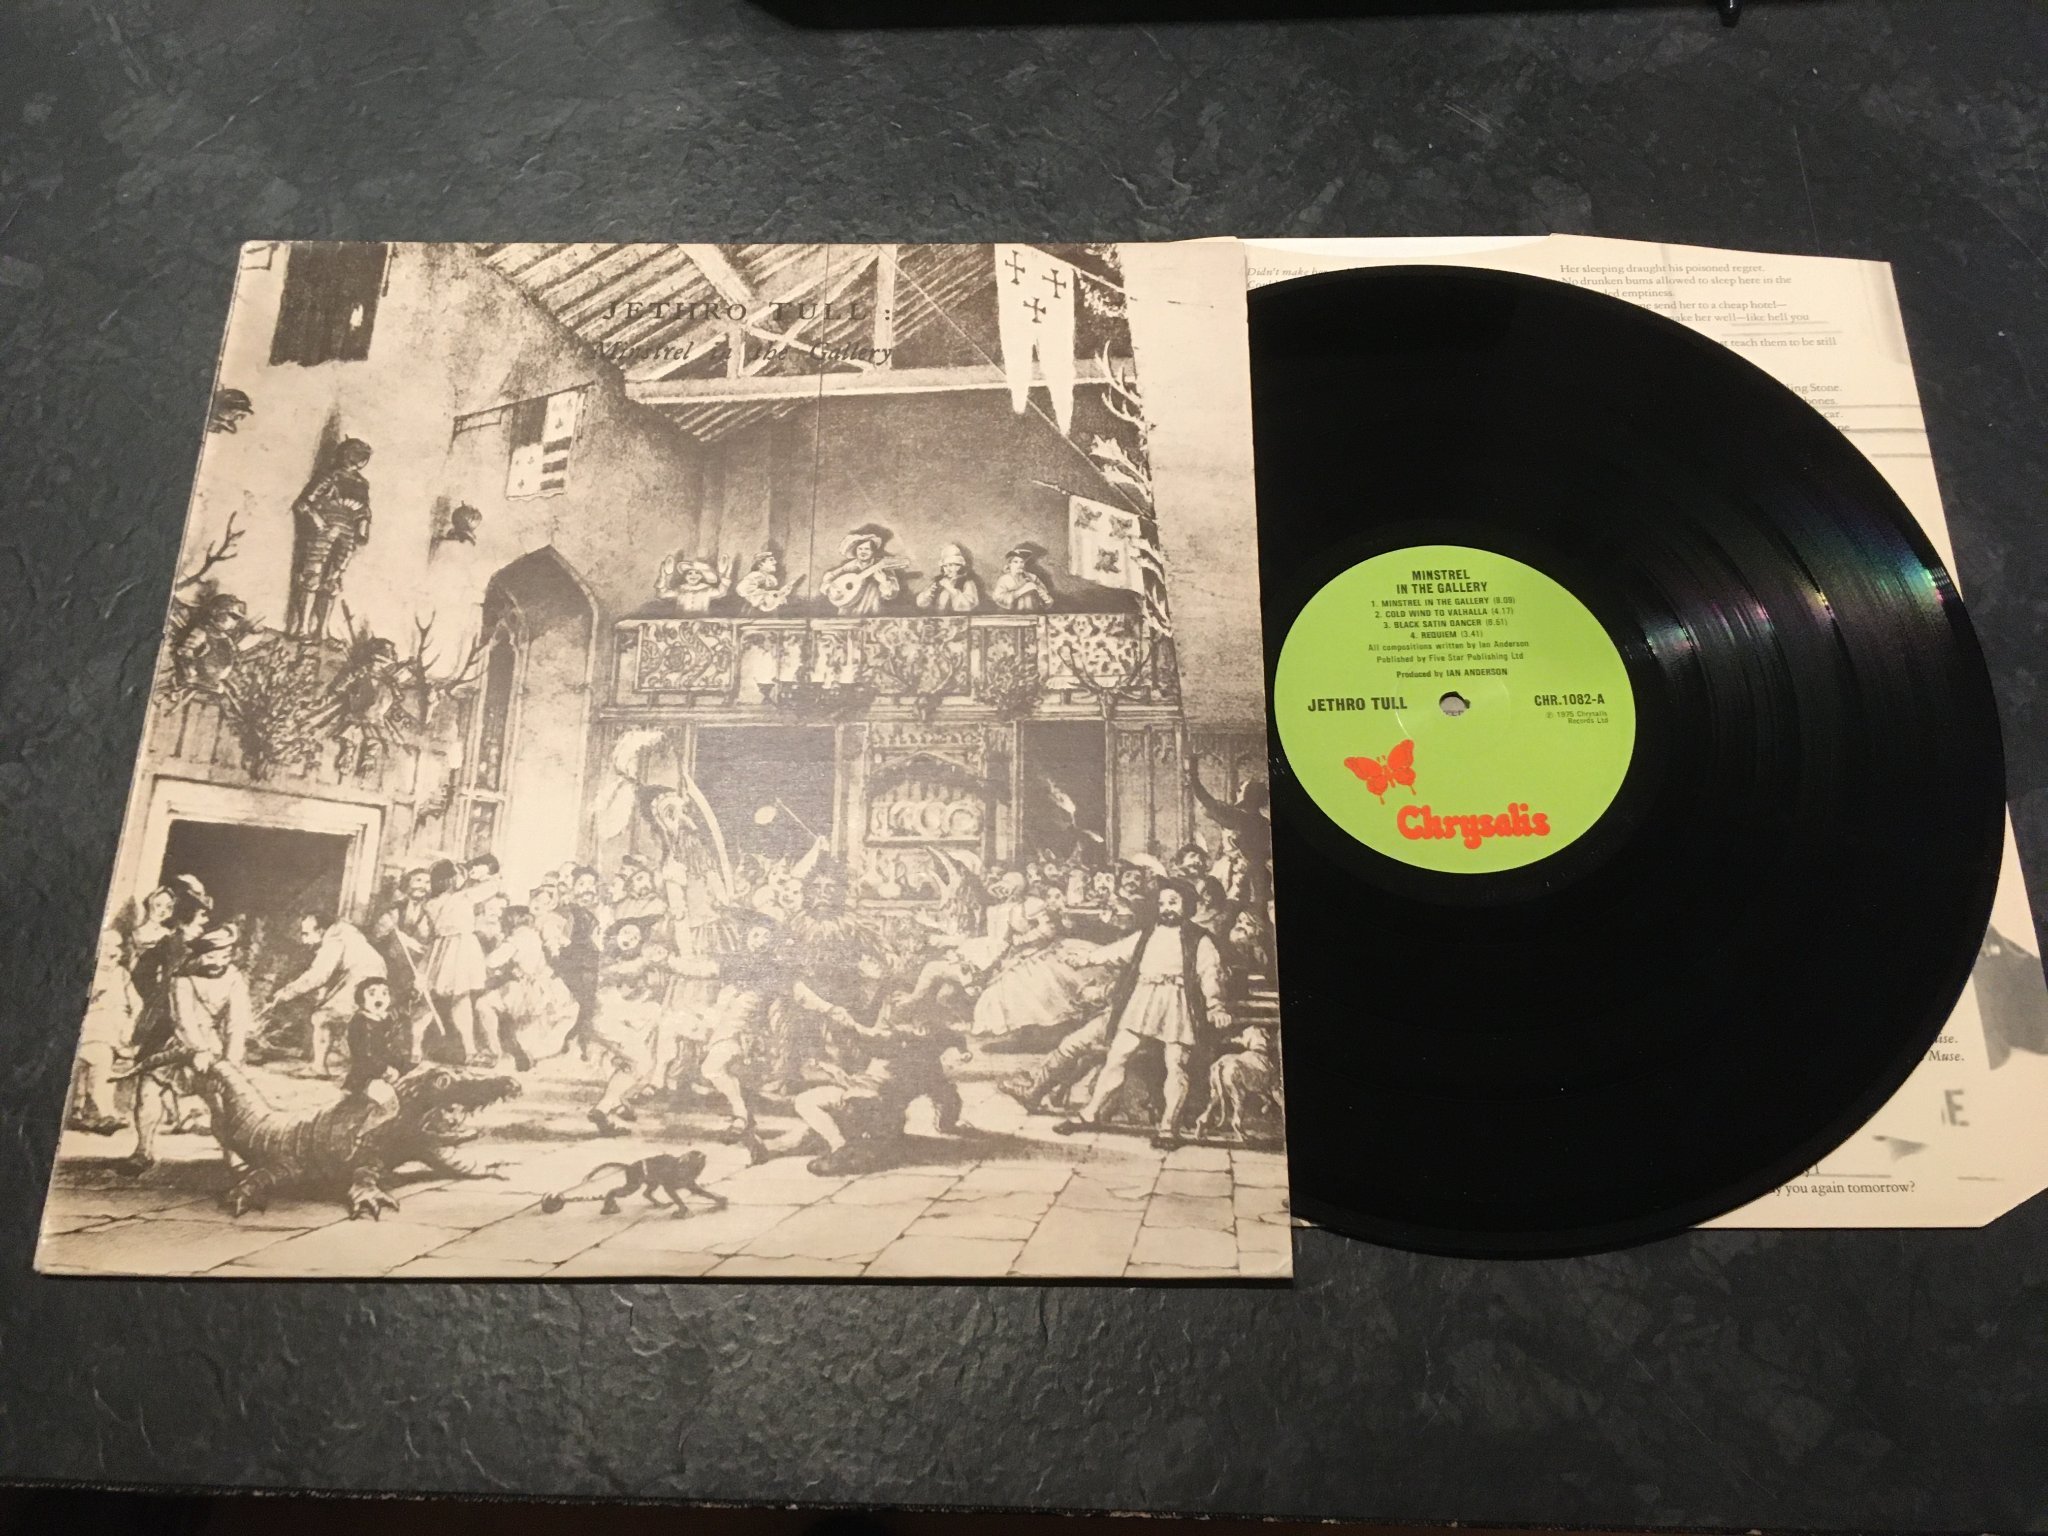 JETHRO TULL :
Minstrel in the Gallery
Didn't make her
Her sleeping draught his poisoned regret.
No drunken bums allowed to sleep here in the
emptiness.
send her to a cheap hotel—
make her well—like hell you
teach them to be still
Stone.
bones.
car.
Muse.
you again tomorrow?
MINSTREL
IN THE GALLERY
1. MINSTREL IN THE GALLERY (8.09)
2. COLD WIND TO VALHALLA (4.17)
3. BLACK SATIN DANCER (6.51)
4. REQUIEM (3.41)
All compositions written by Ian Anderson
Published by Five Star Publishing Ltd
Produced by IAN ANDERSON
JETHRO TULL
CHR.1082-A
℗ 1975 Chrysalis
Records Ltd
Chrysalis